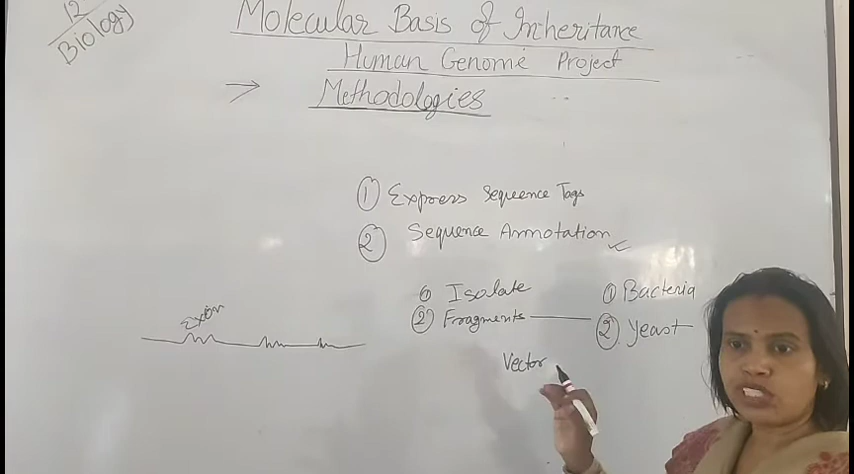 12
Biology
Molecular Basis of Inheritance
Human Genome Project
→ Methodologies
① Express Sequence Tags
② Sequence Annotation ✓
① Isolate
② Fragments
① Bacteria
② Yeast
Exon
Vector